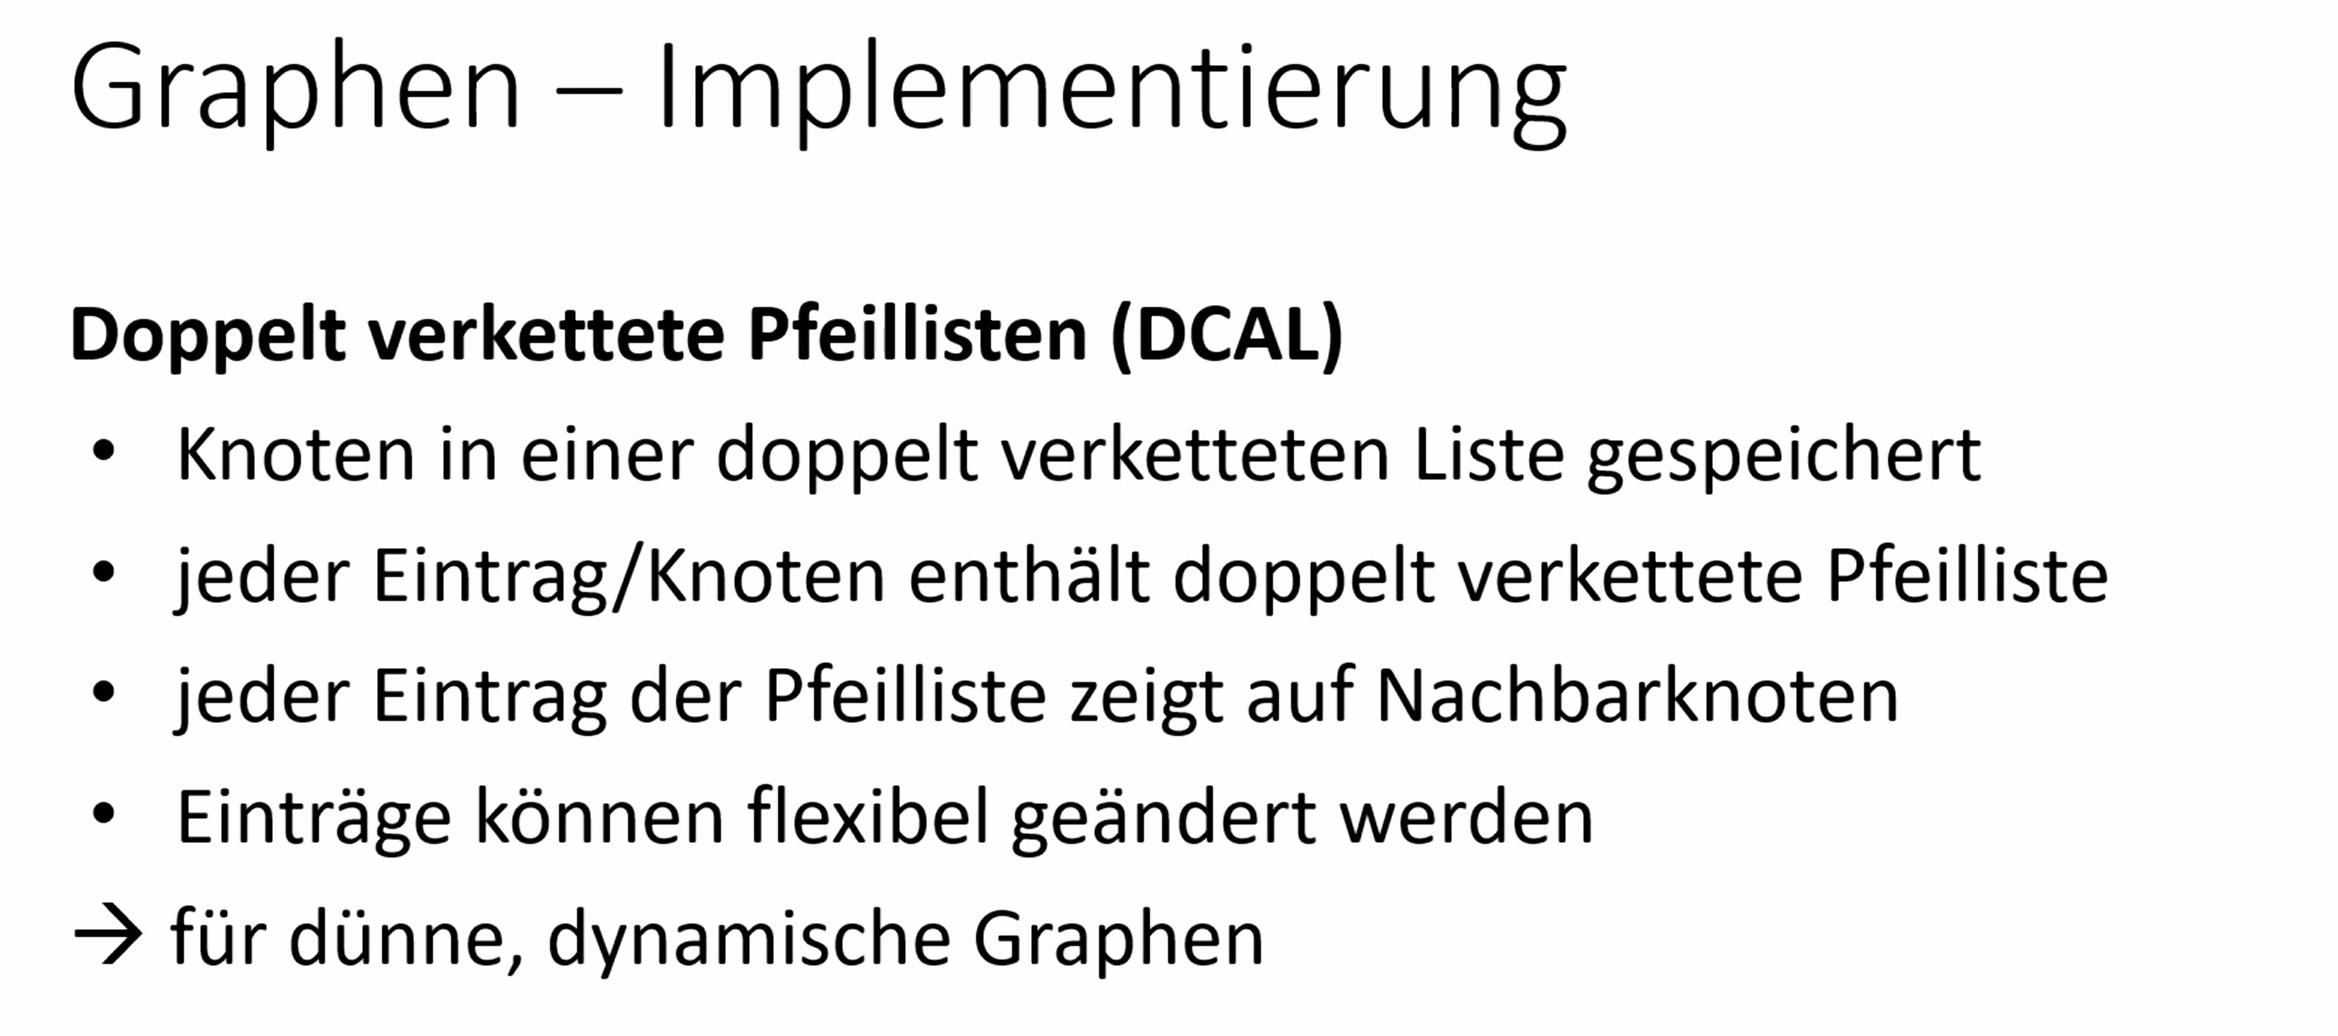 Graphen – Implementierung
Doppelt verkettete Pfeillisten (DCAL)
• Knoten in einer doppelt verketteten Liste gespeichert
• jeder Eintrag/Knoten enthält doppelt verkettete Pfeilliste
• jeder Eintrag der Pfeilliste zeigt auf Nachbarknoten
• Einträge können flexibel geändert werden
→ für dünne, dynamische Graphen